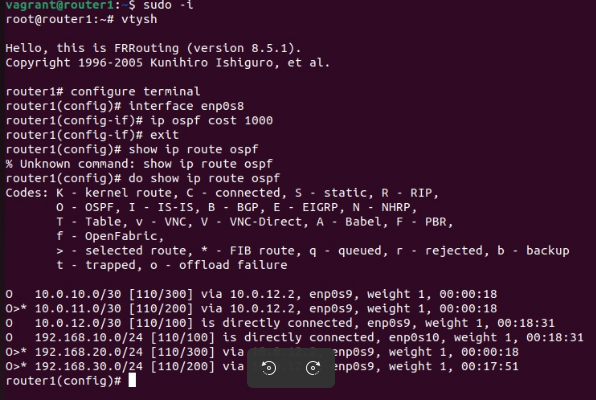 vagrant@router1:~$ sudo -i
root@router1:~# vtysh
Hello, this is FRRouting (version 8.5.1).
Copyright 1996-2005 Kunihiro Ishiguro, et al.
router1# configure terminal
router1(config)# interface enp0s8
router1(config-if)# ip ospf cost 1000
router1(config-if)# exit
router1(config)# show ip route ospf
% Unknown command: show ip route ospf
router1(config)# do show ip route ospf
Codes: K - kernel route, C - connected, S - static, R - RIP,
O - OSPF, I - IS-IS, B - BGP, E - EIGRP, N - NHRP,
T - Table, v - VNC, V - VNC-Direct, A - Babel, F - PBR,
f - OpenFabric,
> - selected route, * - FIB route, q - queued, r - rejected, b - backup
t - trapped, o - offload failure
O   10.0.10.0/30 [110/300] via 10.0.12.2, enp0s9, weight 1, 00:00:18
O>* 10.0.11.0/30 [110/200] via 10.0.12.2, enp0s9, weight 1, 00:00:18
O   10.0.12.0/30 [110/100] is directly connected, enp0s9, weight 1, 00:18:31
O   192.168.10.0/24 [110/100] is directly connected, enp0s10, weight 1, 00:18:31
O>* 192.168.20.0/24 [110/300] via enp0s9, weight 1, 00:00:18
O>* 192.168.30.0/24 [110/200] via enp0s9, weight 1, 00:17:51
router1(config)#